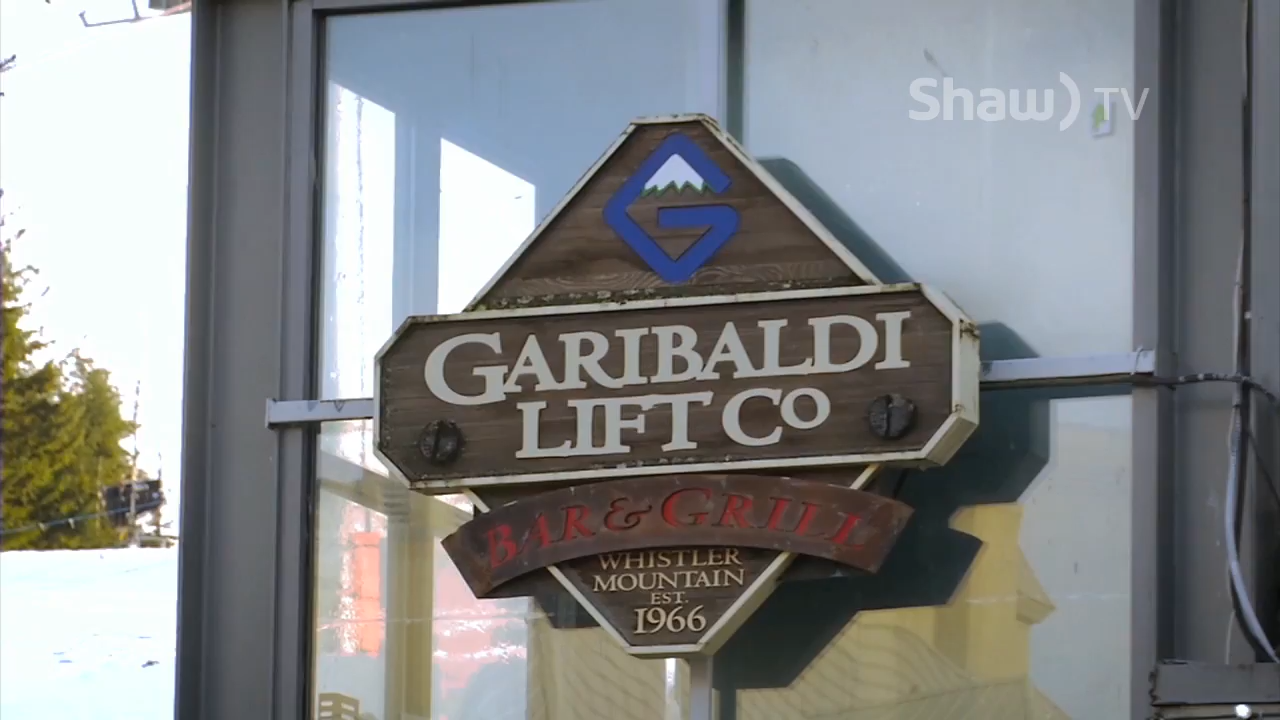 Shaw) TV
GARIBALDI
LIFT CO
BAR & GRILL
WHISTLER
MOUNTAIN
EST.
1966